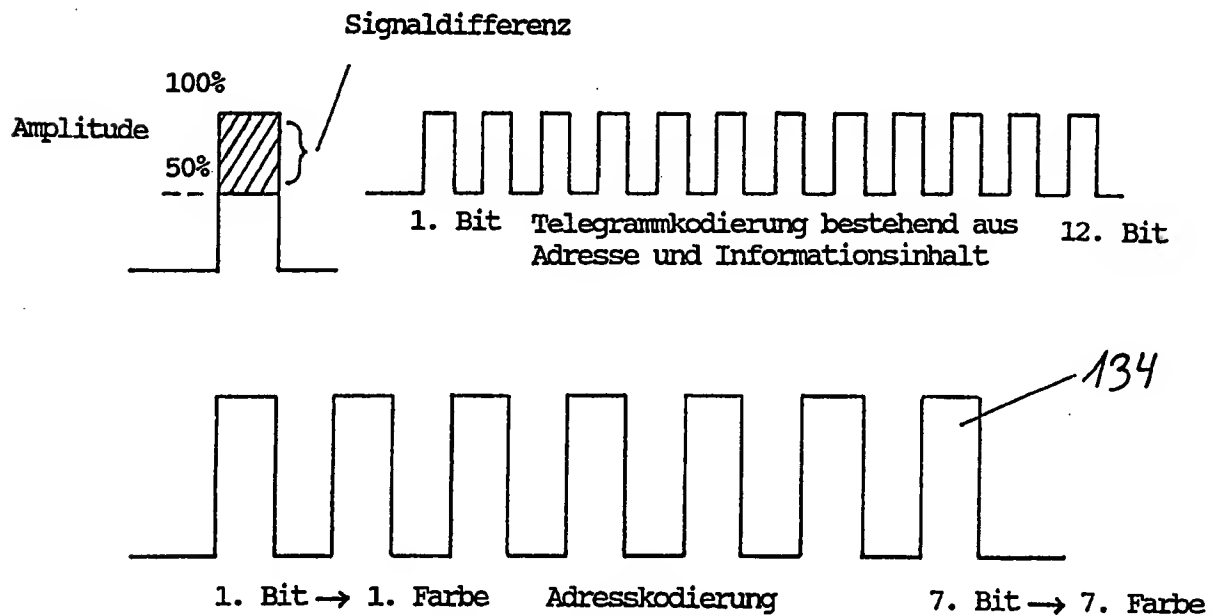 Signaldifferenz
100%
Amplitude
50%
1. Bit
Telegrammkodierung bestehend aus
Adresse und Informationsinhalt
12. Bit
134
1. Bit → 1. Farbe
Adresskodierung
7. Bit → 7. Farbe